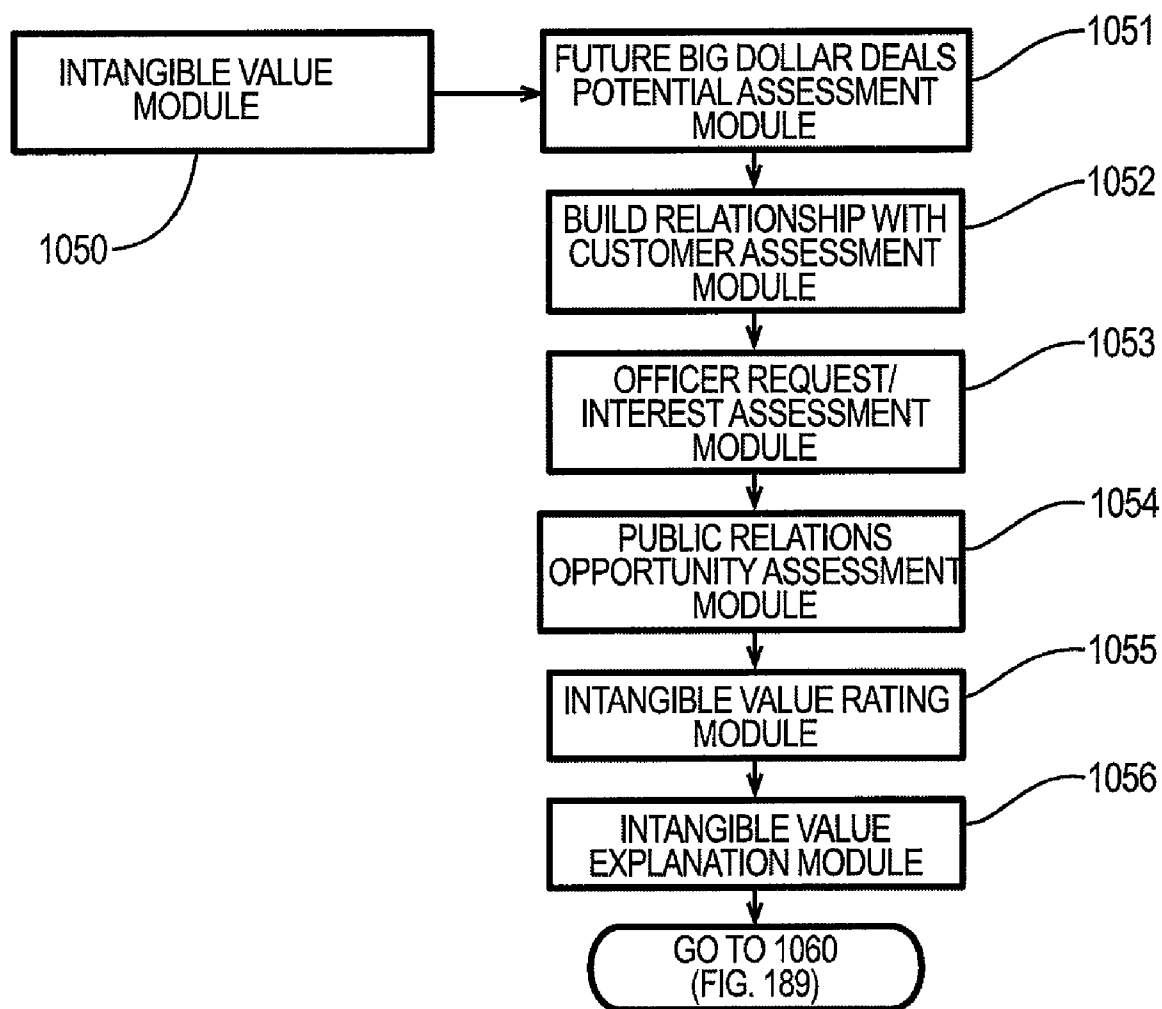 INTANGIBLE VALUE
MODULE
1050
FUTURE BIG DOLLAR DEALS
POTENTIAL ASSESSMENT
MODULE
1051
BUILD RELATIONSHIP WITH
CUSTOMER ASSESSMENT
MODULE
1052
OFFICER REQUEST/
INTEREST ASSESSMENT
MODULE
1053
PUBLIC RELATIONS
OPPORTUNITY ASSESSMENT
MODULE
1054
INTANGIBLE VALUE RATING
MODULE
1055
INTANGIBLE VALUE
EXPLANATION MODULE
1056
GO TO 1060
(FIG. 189)